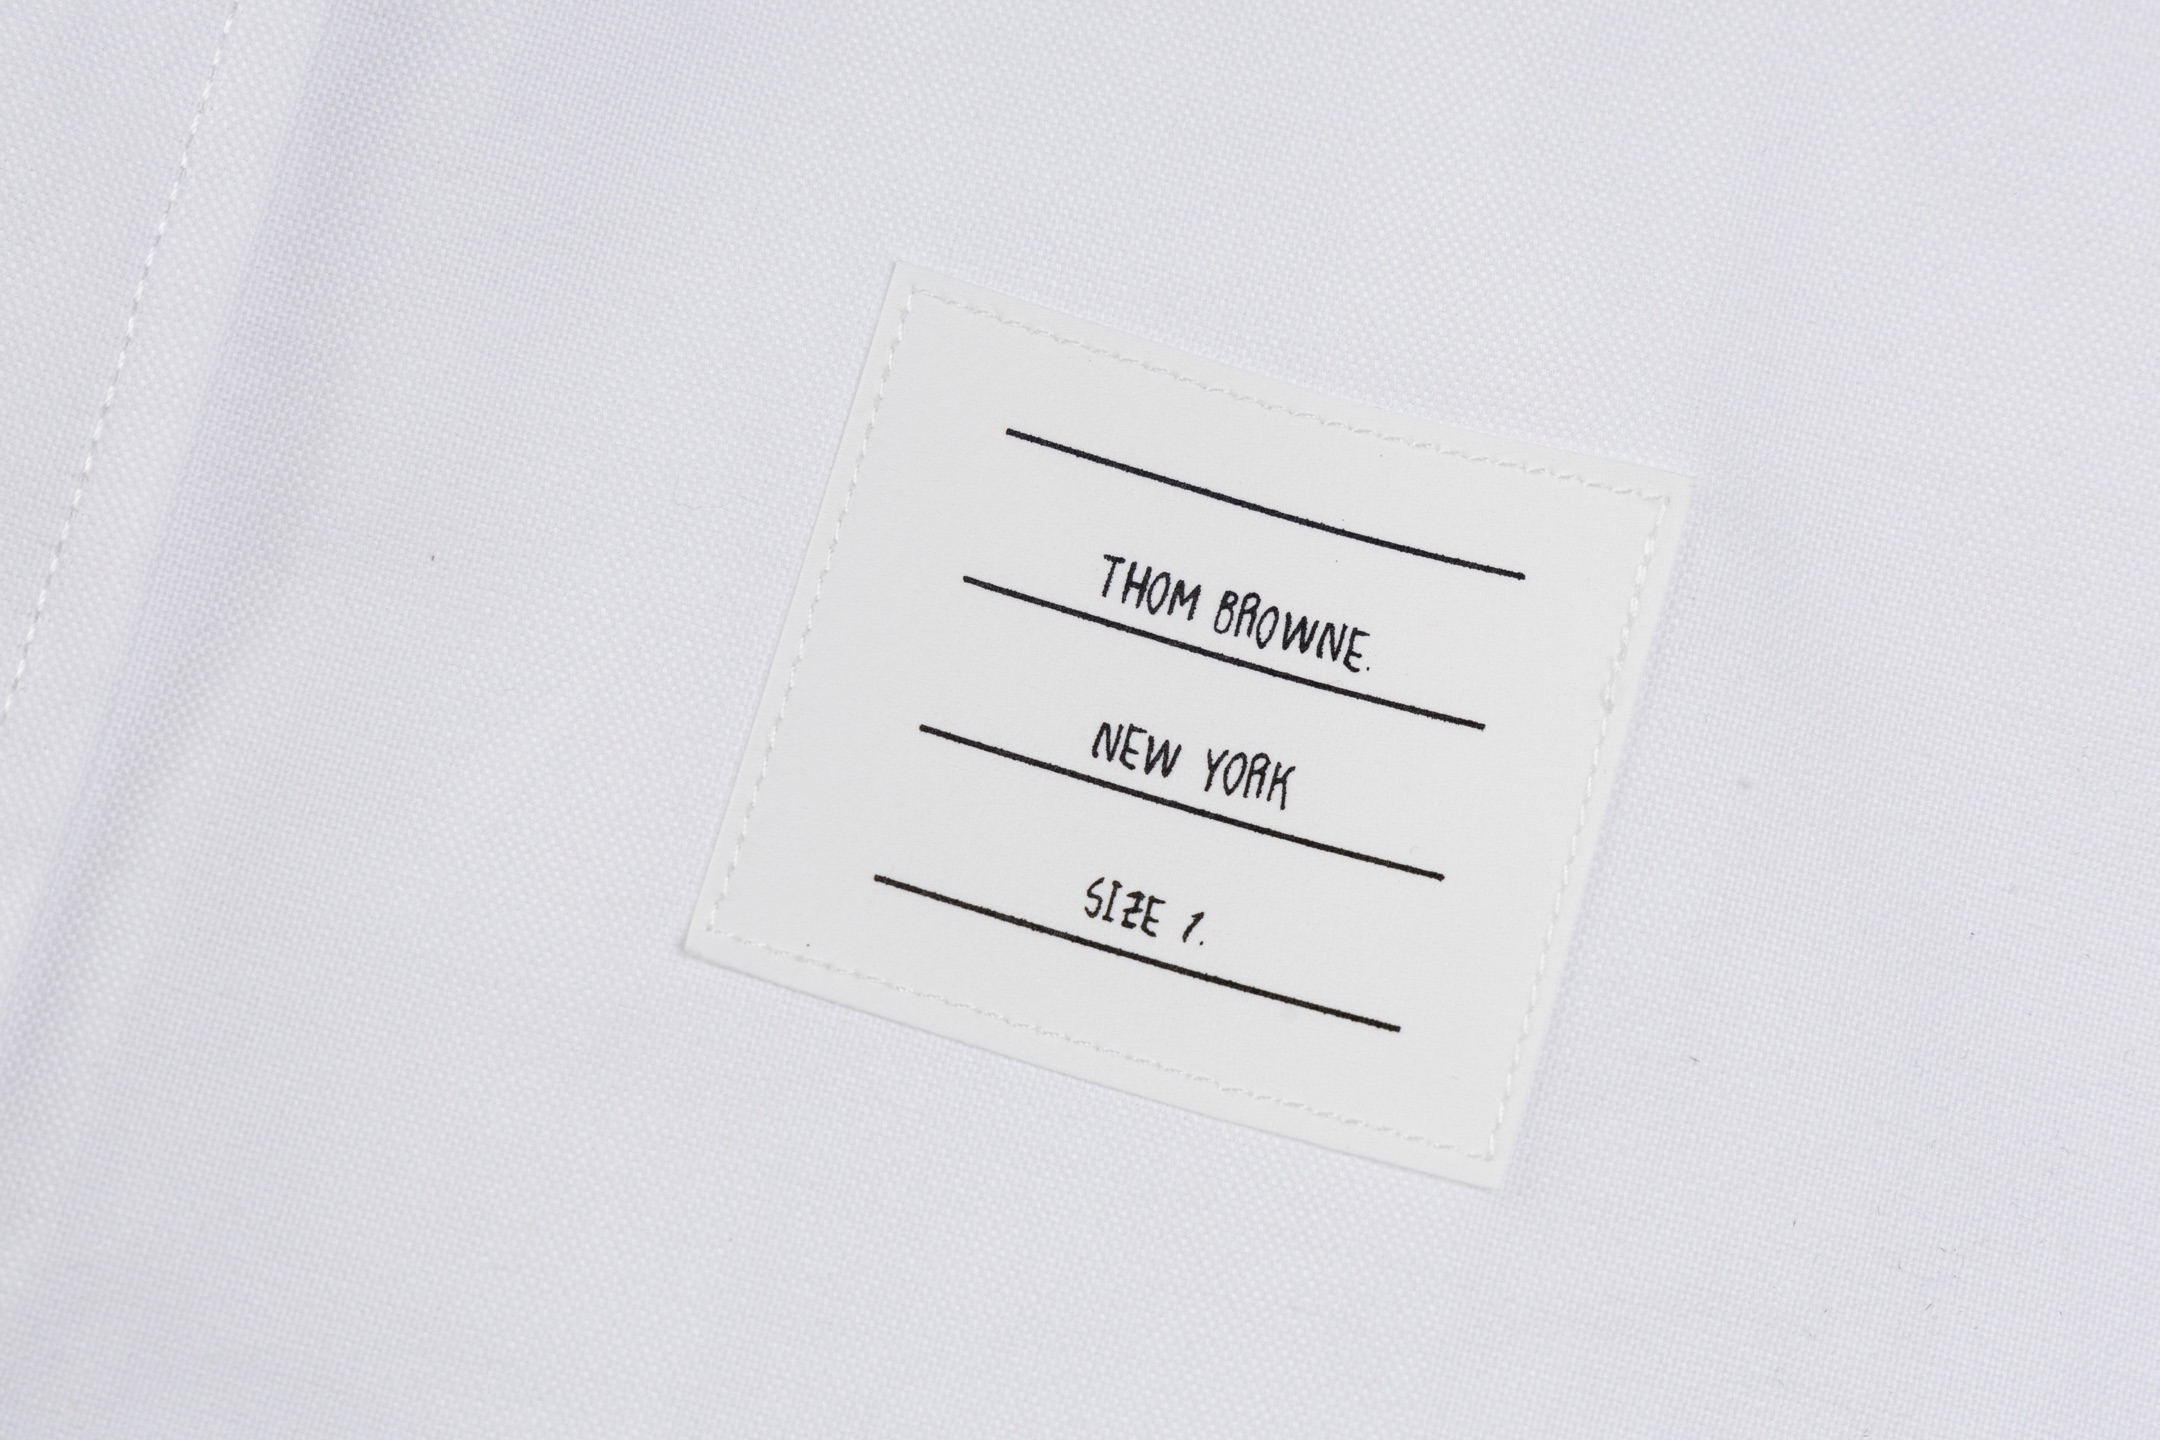 THOM BROWNE.
NEW YORK
SIZE 1.